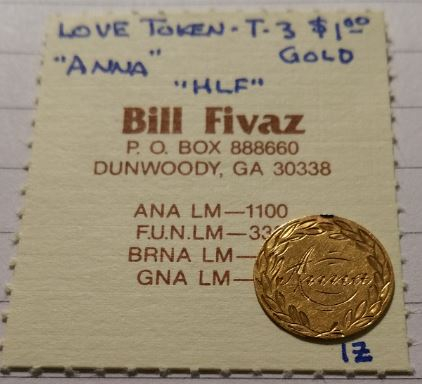 LOVE TOKEN - T-3 $1.00
"ANNA" GOLD
"HLF"
Bill Fivaz
P. O. BOX 888660
DUNWOODY, GA 30338
ANA LM—1100
F.U.N. LM—33
BRNA LM—
GNA LM—
Anna
IZ